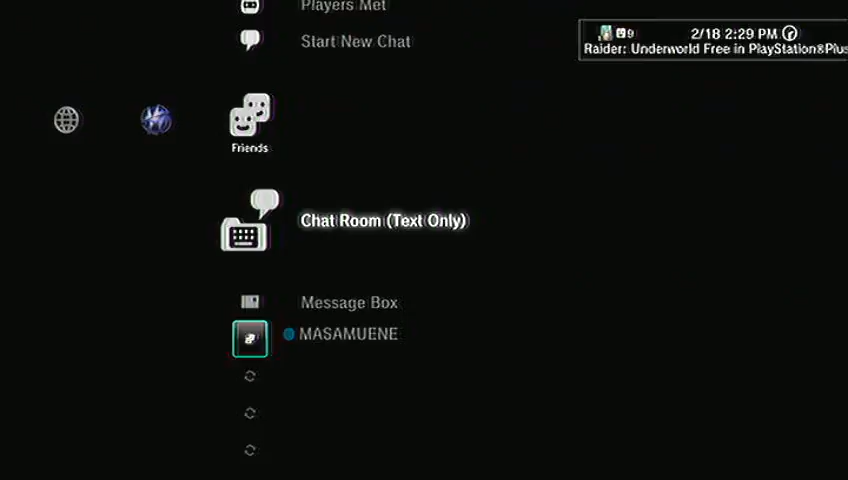 Players Met
Start New Chat
9 2/18 2:29 PM
Raider: Underworld Free in PlayStation®Plus
Friends
Chat Room (Text Only)
Message Box
MASAMUENE